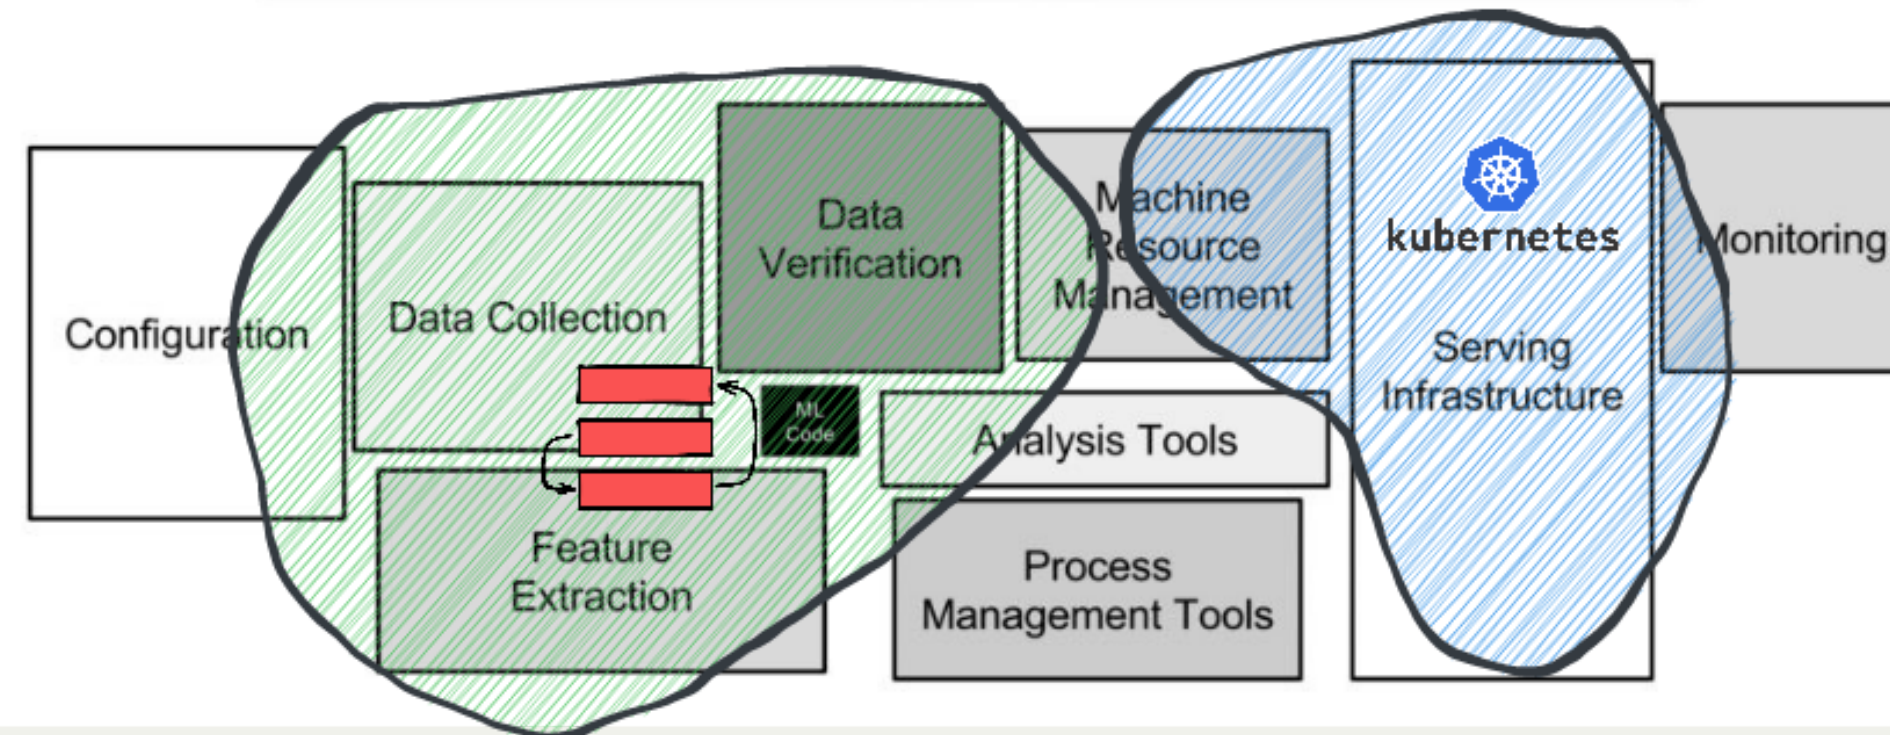 Configuration
Data Collection
Data
Verification
ML
Code
Feature
Extraction
Machine
Resource
Management
Analysis Tools
Process
Management Tools
kubernetes
Serving
Infrastructure
Monitoring